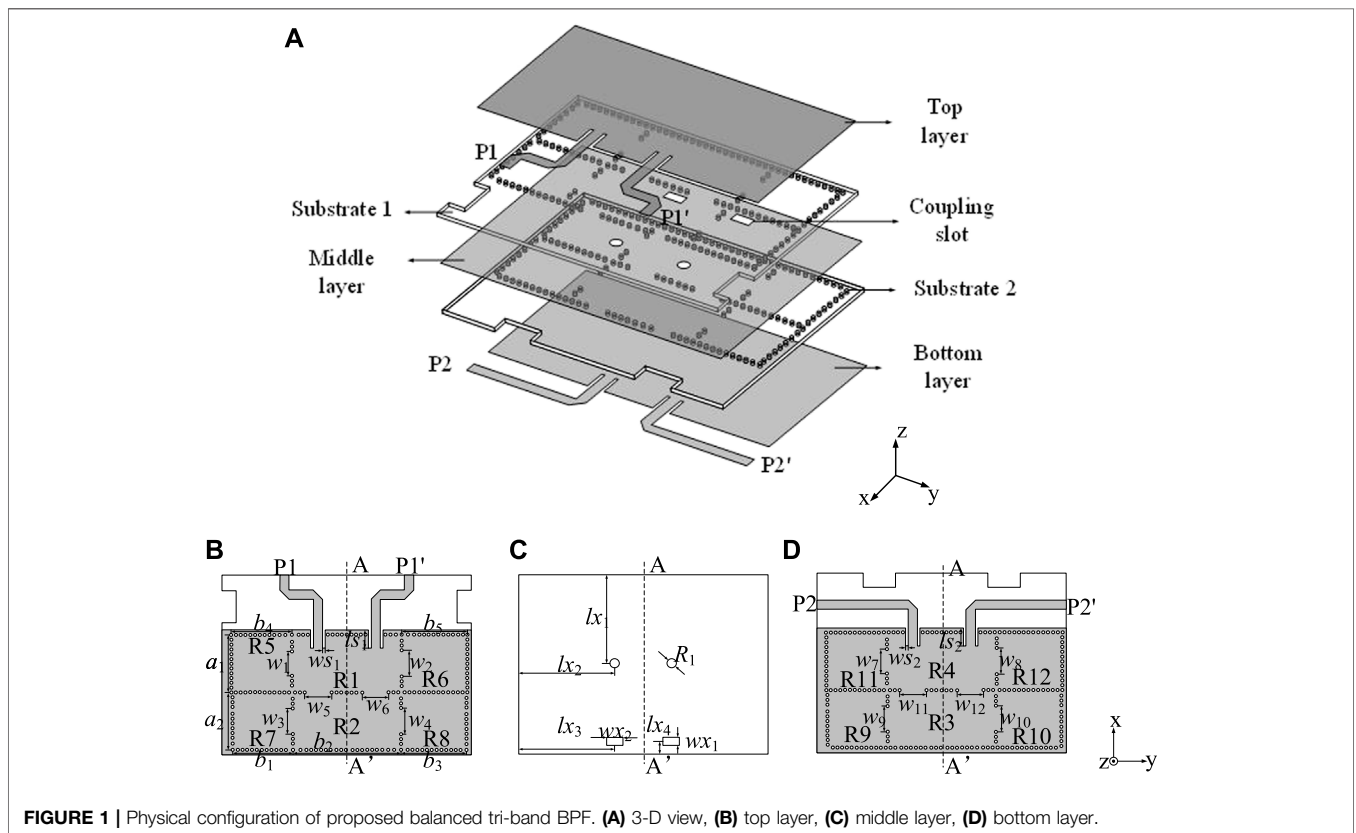 A
Top
layer
P1
Substrate 1
P1'
Coupling
slot
Middle
layer
Substrate 2
Bottom
layer
P2
P2'
z
x
y
B
P1
P1'
A
b4
b5
R5
ls1
a1
w1
ws1
w2
R1
R6
w5
w6
a2
w3
w4
R7
R2
R8
b1
b2
b3
A'
C
A
lx1
lx2
R1
lx3
wx2
lx4
wx1
A'
D
A
P2
P2'
ls2
w7
ws2
w8
R11
R4
R12
w11
w12
w9
w10
R9
R3
R10
A'
x
z
y
FIGURE 1 | Physical configuration of proposed balanced tri-band BPF. (A) 3-D view, (B) top layer, (C) middle layer, (D) bottom layer.